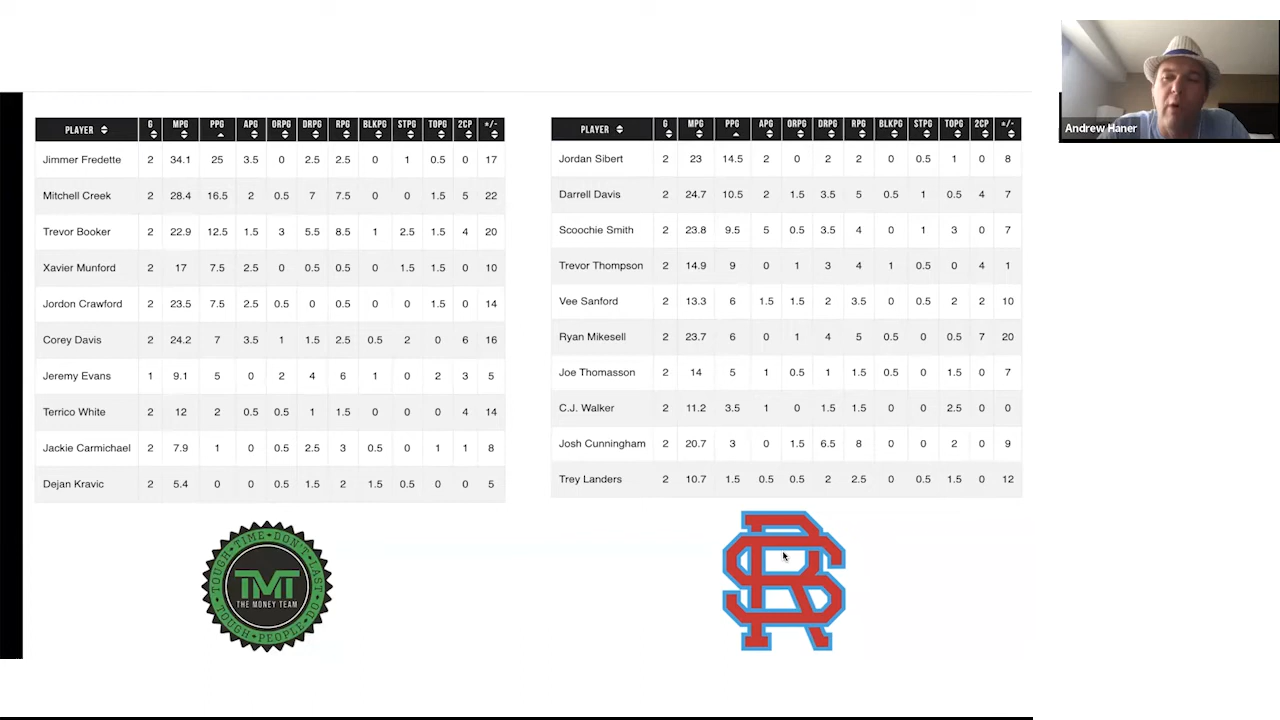 PLAYER G MPG PPG APG ORPG DRPG RPG BLKPG STPG TOPG 2CP +/-
Jimmer Fredette 2 34.1 25 3.5 0 2.5 2.5 0 1 0.5 0 17
Mitchell Creek 2 28.4 16.5 2 0.5 7 7.5 0 0 1.5 5 22
Trevor Booker 2 22.9 12.5 1.5 3 5.5 8.5 1 2.5 1.5 4 20
Xavier Munford 2 17 7.5 2.5 0 0.5 0.5 0 1.5 1.5 0 10
Jordon Crawford 2 23.5 7.5 2.5 0.5 0 0.5 0 0 1.5 0 14
Corey Davis 2 24.2 7 3.5 1 1.5 2.5 0.5 2 0 6 16
Jeremy Evans 1 9.1 5 0 2 4 6 1 0 2 3 5
Terrico White 2 12 2 0.5 0.5 1 1.5 0 0 0 4 14
Jackie Carmichael 2 7.9 1 0 0.5 2.5 3 0.5 0 1 1 8
Dejan Kravic 2 5.4 0 0 0.5 1.5 2 1.5 0.5 0 0 5
TOUGH·TIME·DON'T·LAST
TMT
THE MONEY TEAM
TOUGH·PEOPLE·DO
PLAYER G MPG PPG APG ORPG DRPG RPG BLKPG STPG TOPG 2CP +/-
Jordan Sibert 2 23 14.5 2 0 2 2 0 0.5 1 0 8
Darrell Davis 2 24.7 10.5 2 1.5 3.5 5 0.5 1 0.5 4 7
Scoochie Smith 2 23.8 9.5 5 0.5 3.5 4 0 1 3 0 7
Trevor Thompson 2 14.9 9 0 1 3 4 1 0.5 0 4 1
Vee Sanford 2 13.3 6 1.5 1.5 2 3.5 0 0.5 2 2 10
Ryan Mikesell 2 23.7 6 0 1 4 5 0.5 0 0.5 7 20
Joe Thomasson 2 14 5 1 0.5 1 1.5 0.5 0 1.5 0 7
C.J. Walker 2 11.2 3.5 1 0 1.5 1.5 0 0 2.5 0 0
Josh Cunningham 2 20.7 3 0 1.5 6.5 8 0 0 2 0 9
Trey Landers 2 10.7 1.5 0.5 0.5 2 2.5 0 0.5 1.5 0 12
RS
Andrew Haner